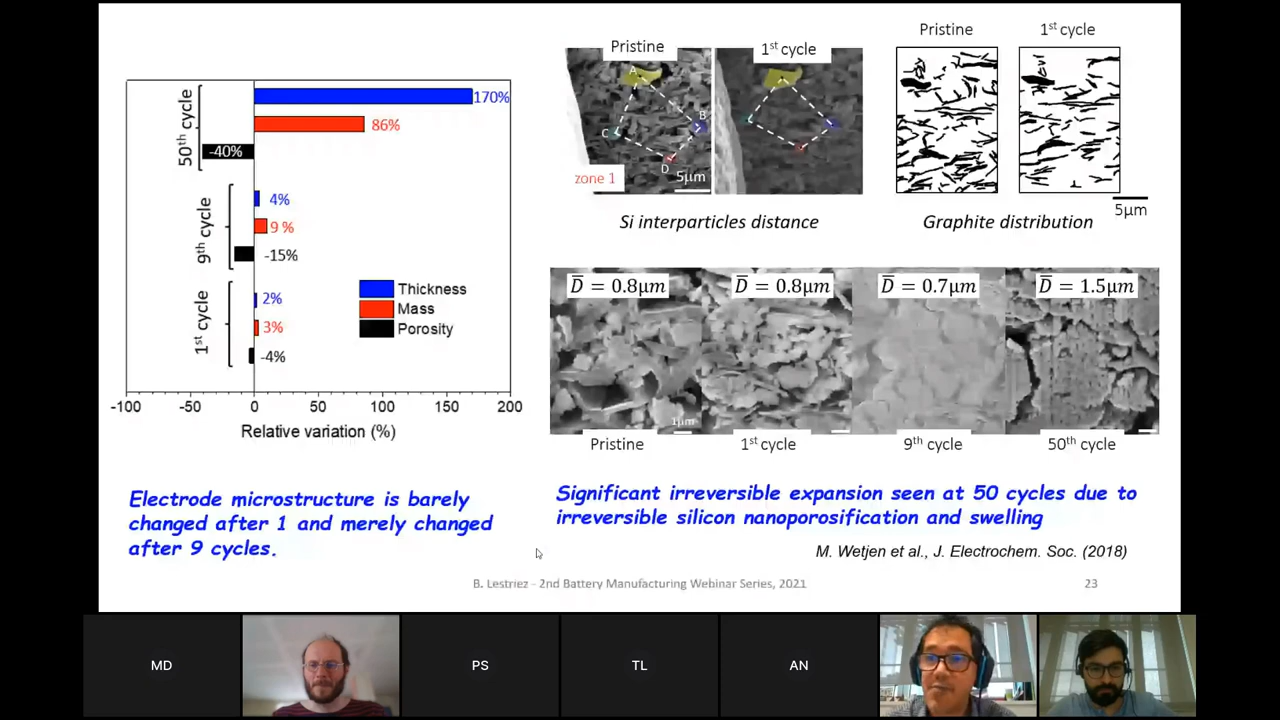 50th cycle
170%
86%
-40%
9th cycle
4%
9 %
-15%
1st cycle
2%
3%
-4%
Thickness
Mass
Porosity
-100 -50 0 50 100 150 200
Relative variation (%)
Electrode microstructure is barely
changed after 1 and merely changed
after 9 cycles.
Pristine
1st cycle
A
B
C
D
zone 1
5μm
Si interparticles distance
Pristine
1st cycle
5μm
Graphite distribution
D̅ = 0.8μm
D̅ = 0.8μm
D̅ = 0.7μm
D̅ = 1.5μm
1μm
Pristine
1st cycle
9th cycle
50th cycle
Significant irreversible expansion seen at 50 cycles due to
irreversible silicon nanoporosification and swelling
M. Wetjen et al., J. Electrochem. Soc. (2018)
B. Lestriez - 2nd Battery Manufacturing Webinar Series, 2021
23
MD
PS
TL
AN